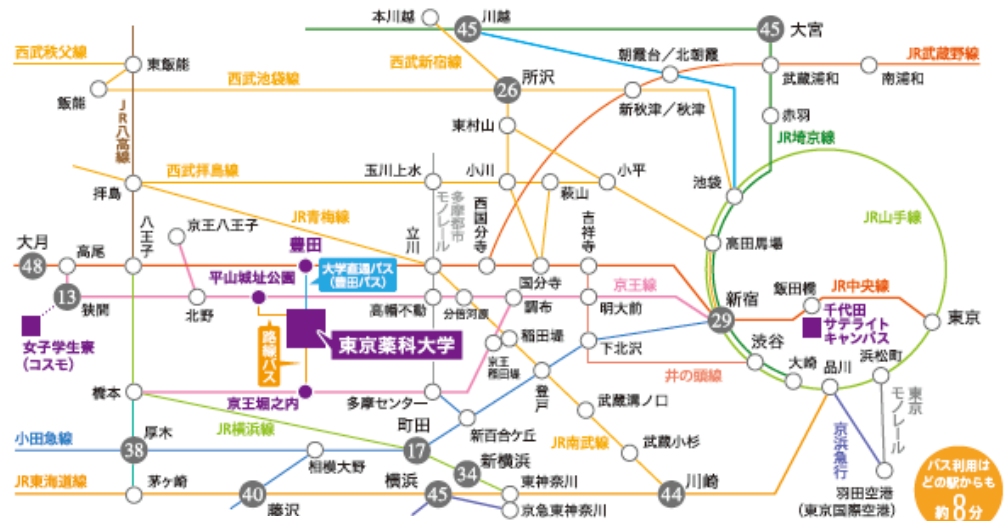 本川越
45
川越
45
大宮
西武秩父線
東飯能
西武新宿線
所沢
朝霞台/北朝霞
JR武蔵野線
飯能
西武池袋線
26
新秋津/秋津
武蔵浦和
南浦和
JR八高線
東村山
赤羽
JR埼京線
西武拝島線
玉川上水
小川
萩山
小平
池袋
拝島
JR青梅線
多摩都市
モノレール
西国分寺
吉祥寺
JR山手線
高田馬場
大月
48
高尾
八王子
京王八王子
豊田
立川
国分寺
大学直通バス
(豊田バス)
平山城址公園
京王線
新宿
飯田橋
JR中央線
13
狭間
北野
高幡不動
分倍河原
調布
明大前
29
千代田
サテライト
キャンパス
東京
女子学生寮
(コスモ)
路線バス
東京薬科大学
稲田堤
京王
稲田堤
下北沢
渋谷
大崎
品川
浜松町
井の頭線
橋本
京王堀之内
多摩センター
登戸
武蔵溝ノ口
東京
モノレール
小田急線
厚木
JR横浜線
町田
新百合ケ丘
JR南武線
武蔵小杉
京浜急行
38
相模大野
17
新横浜
34
JR東海道線
茅ヶ崎
40
藤沢
横浜
45
東神奈川
京急東神奈川
44
川崎
羽田空港
(東京国際空港)
バス利用は
どの駅からも
約8分